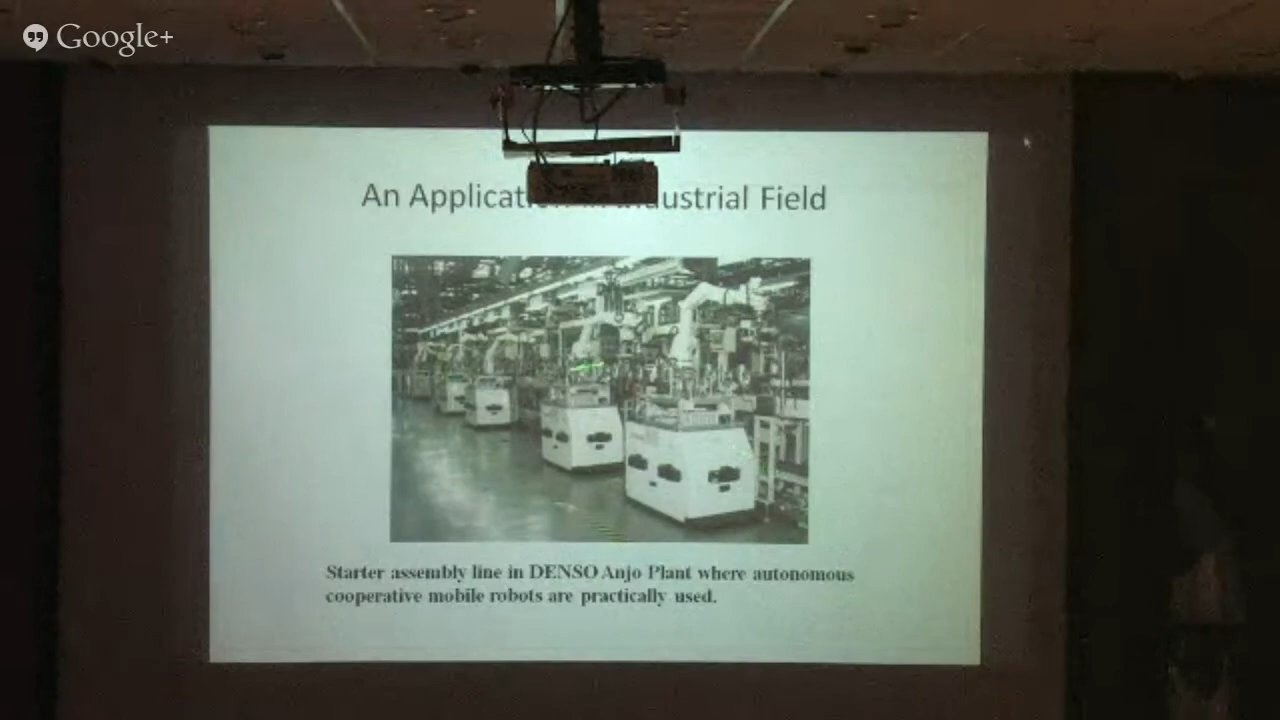 Google+
An Applicat Industrial Field
Starter assembly line in DENSO Anjo Plant where autonomous
cooperative mobile robots are practically used.